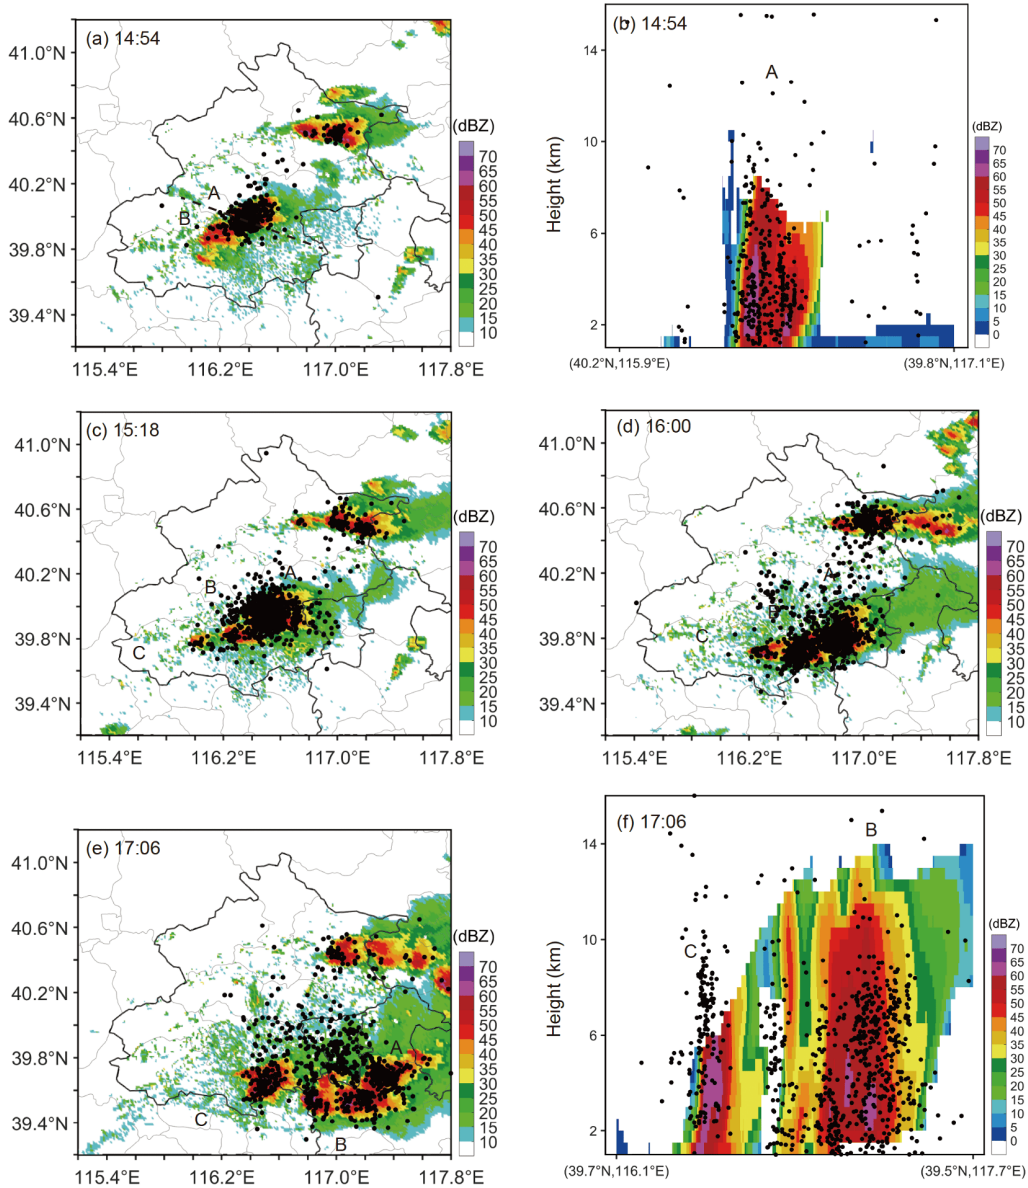 (a) 14:54
41.0°N
40.6°N
40.2°N
39.8°N
39.4°N
115.4°E
116.2°E
117.0°E
117.8°E
A
B
(dBZ)
70
65
60
55
50
45
40
35
30
25
20
15
10
(b) 14:54
Height (km)
14
10
6
2
A
(40.2°N,115.9°E)
(39.8°N,117.1°E)
(dBZ)
70
65
60
55
50
45
40
35
30
25
20
15
10
5
0
(c) 15:18
41.0°N
40.6°N
40.2°N
39.8°N
39.4°N
115.4°E
116.2°E
117.0°E
117.8°E
A
B
C
(dBZ)
70
65
60
55
50
45
40
35
30
25
20
15
10
(d) 16:00
41.0°N
40.6°N
40.2°N
39.8°N
39.4°N
115.4°E
116.2°E
117.0°E
117.8°E
A
B
C
(dBZ)
70
65
60
55
50
45
40
35
30
25
20
15
10
(e) 17:06
41.0°N
40.6°N
40.2°N
39.8°N
39.4°N
115.4°E
116.2°E
117.0°E
117.8°E
A
C
B
(dBZ)
70
65
60
55
50
45
40
35
30
25
20
15
10
(f) 17:06
Height (km)
14
10
6
2
B
C
(39.7°N,116.1°E)
(39.5°N,117.7°E)
(dBZ)
70
65
60
55
50
45
40
35
30
25
20
15
10
5
0